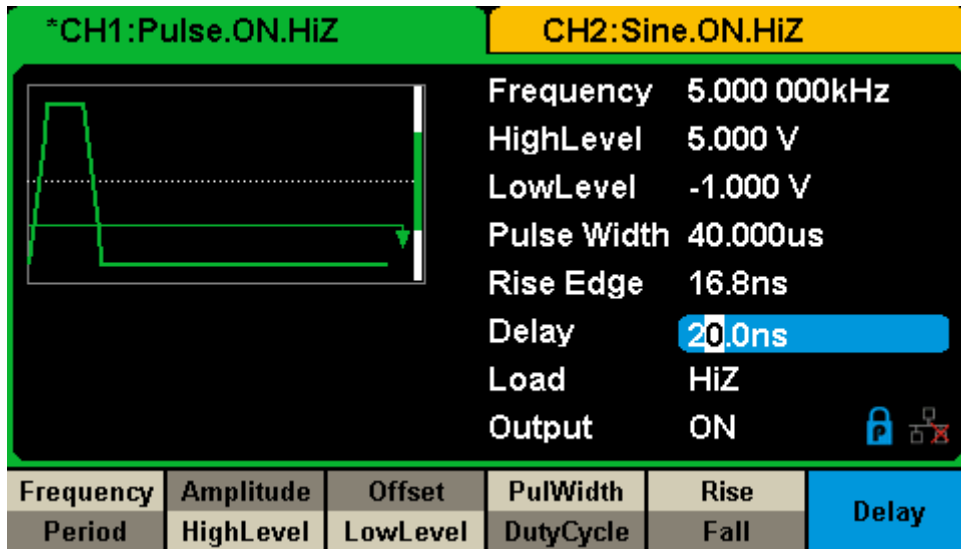 *CH1:Pulse.ON.HiZ
CH2:Sine.ON.HiZ
Frequency 5.000 000kHz
HighLevel 5.000 V
LowLevel -1.000 V
Pulse Width 40.000us
Rise Edge 16.8ns
Delay 20.0ns
Load HiZ
Output ON
P
Frequency Amplitude Offset PulWidth Rise Delay
Period HighLevel LowLevel DutyCycle Fall